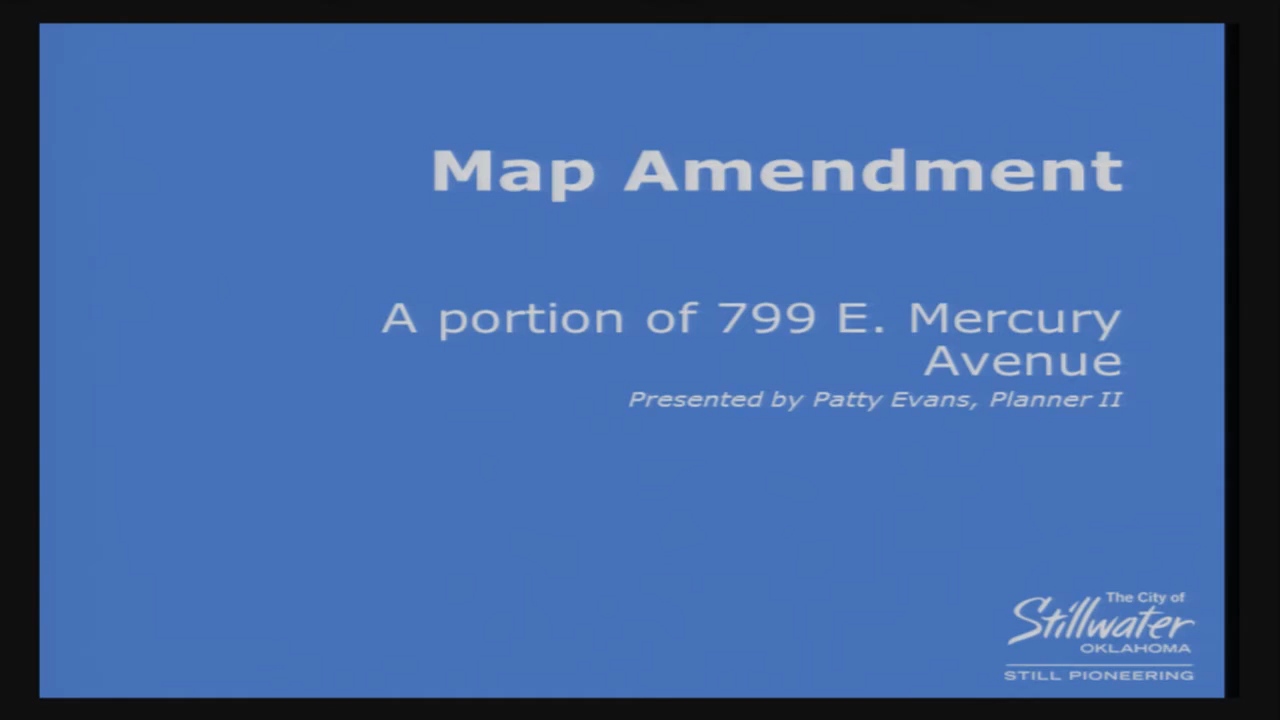 Map Amendment
A portion of 799 E. Mercury
Avenue
Presented by Patty Evans, Planner II
The City of
Stillwater
OKLAHOMA
STILL PIONEERING